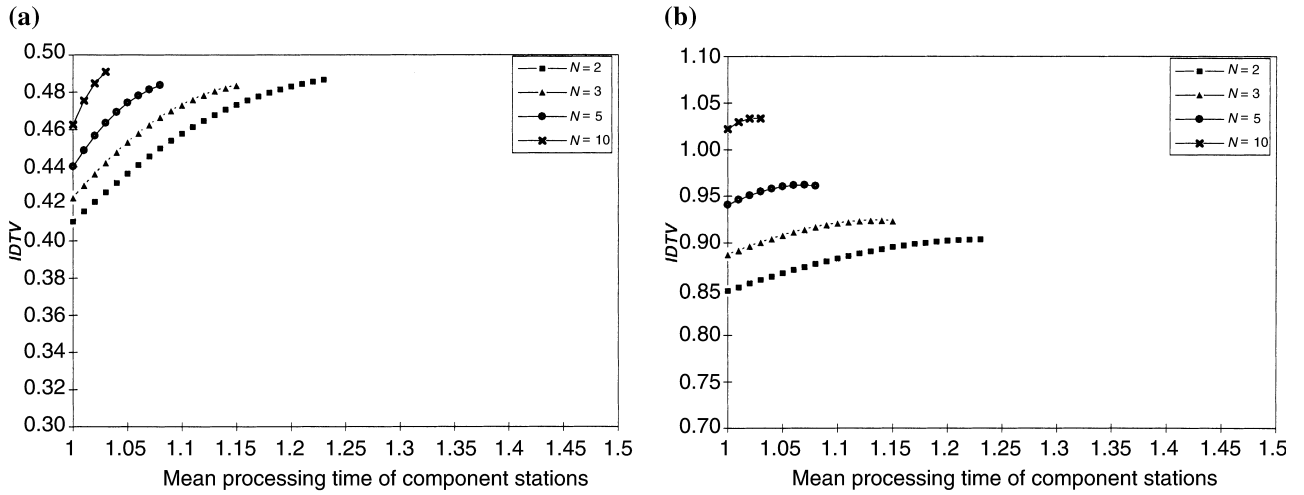 (a)
0.50
0.48
0.46
0.44
0.42
0.40
0.38
0.36
0.34
0.32
0.30
IDTV
N = 2
N = 3
N = 5
N = 10
1 1.05 1.1 1.15 1.2 1.25 1.3 1.35 1.4 1.45 1.5
Mean processing time of component stations
(b)
1.10
1.05
1.00
0.95
0.90
0.85
0.80
0.75
0.70
IDTV
N = 2
N = 3
N = 5
N = 10
1 1.05 1.1 1.15 1.2 1.25 1.3 1.35 1.4 1.45 1.5
Mean processing time of component stations